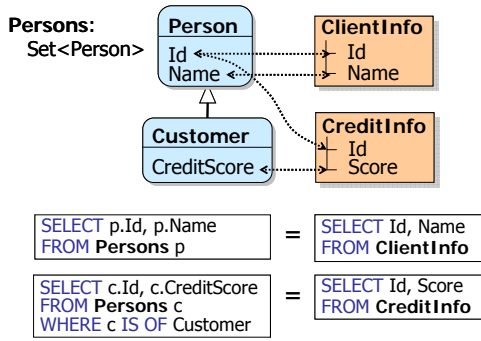 Persons:
Set<Person>
Person
Id
Name
Customer
CreditScore
ClientInfo
Id
Name
CreditInfo
Id
Score
SELECT p.Id, p.Name
FROM Persons p
=
SELECT Id, Name
FROM ClientInfo
SELECT c.Id, c.CreditScore
FROM Persons c
WHERE c IS OF Customer
=
SELECT Id, Score
FROM CreditInfo